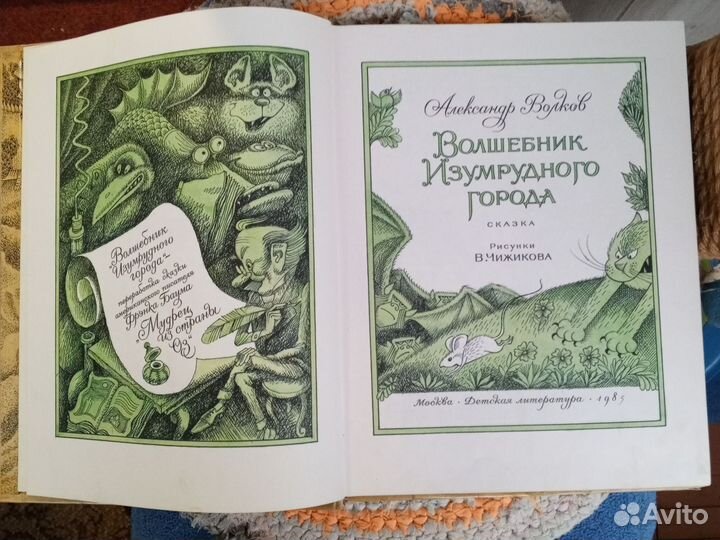 „Волшебник
Изумрудного
города“-
переработка сказки
американского писателя
Фрэнка Баума
„Мудрец
из страны
Оз“
Александр Волков
Волшебник
Изумрудного
города
сказка
Рисунки
В. Чижикова
Москва · Детская литература · 1985
Avito